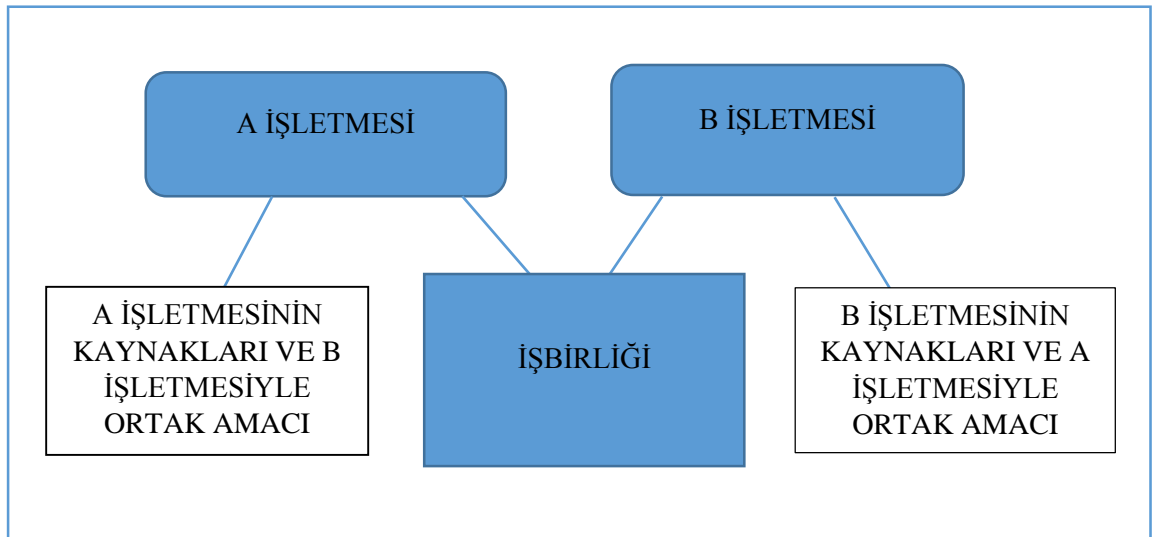 A İŞLETMESİ
B İŞLETMESİ
A İŞLETMESİNİN
KAYNAKLARI VE B
İŞLETMESİYLE
ORTAK AMACI
İŞBİRLİĞİ
B İŞLETMESİNİN
KAYNAKLARI VE A
İŞLETMESİYLE
ORTAK AMACI